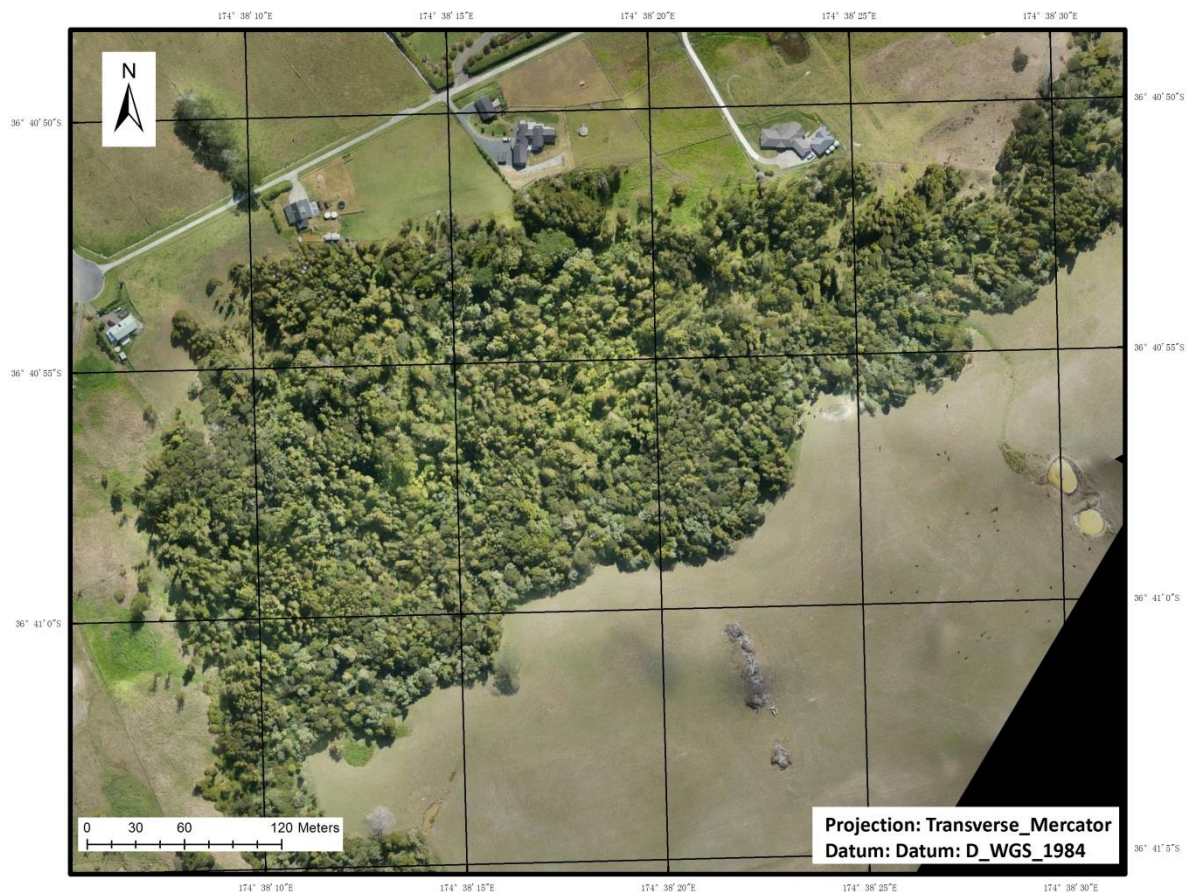 174° 38'10"E 174° 38'15"E 174° 38'20"E 174° 38'25"E 174° 38'30"E
N
36° 40'50"S 36° 40'50"S
36° 40'55"S 36° 40'55"S
36° 41'0"S 36° 41'0"S
0 30 60 120 Meters
Projection: Transverse_Mercator
Datum: Datum: D_WGS_1984
36° 41'5"S
174° 38'10"E 174° 38'15"E 174° 38'20"E 174° 38'25"E 174° 38'30"E